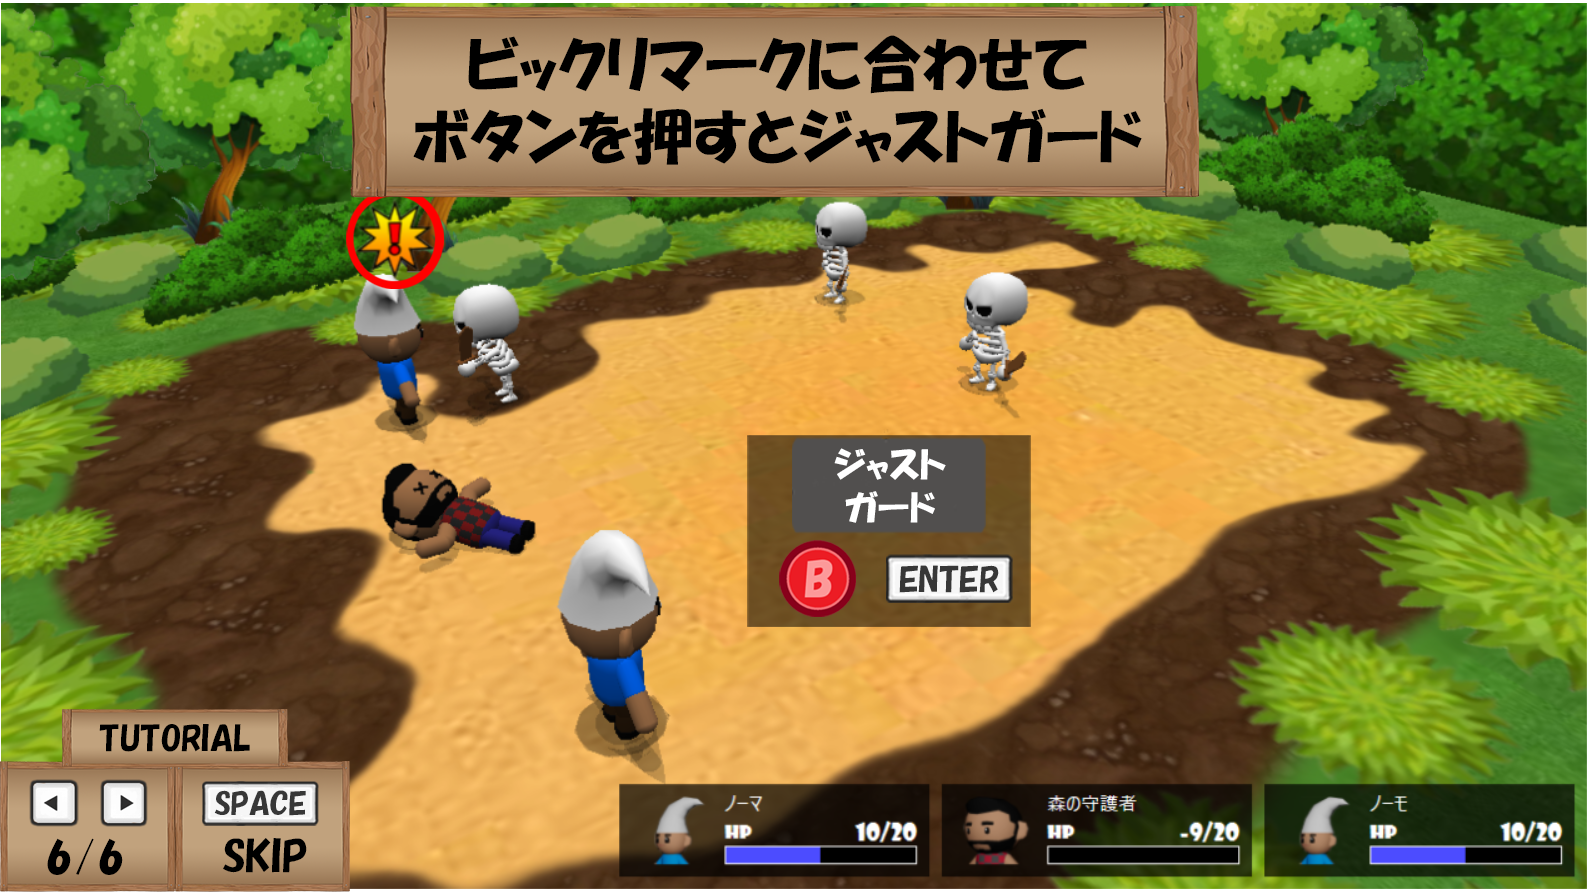 ビックリマークに合わせて
ボタンを押すとジャストガード
ジャスト
ガード
B
ENTER
TUTORIAL
6/6
SPACE
SKIP
ノーマ
HP
10/20
森の守護者
HP
-9/20
ノーモ
HP
10/20